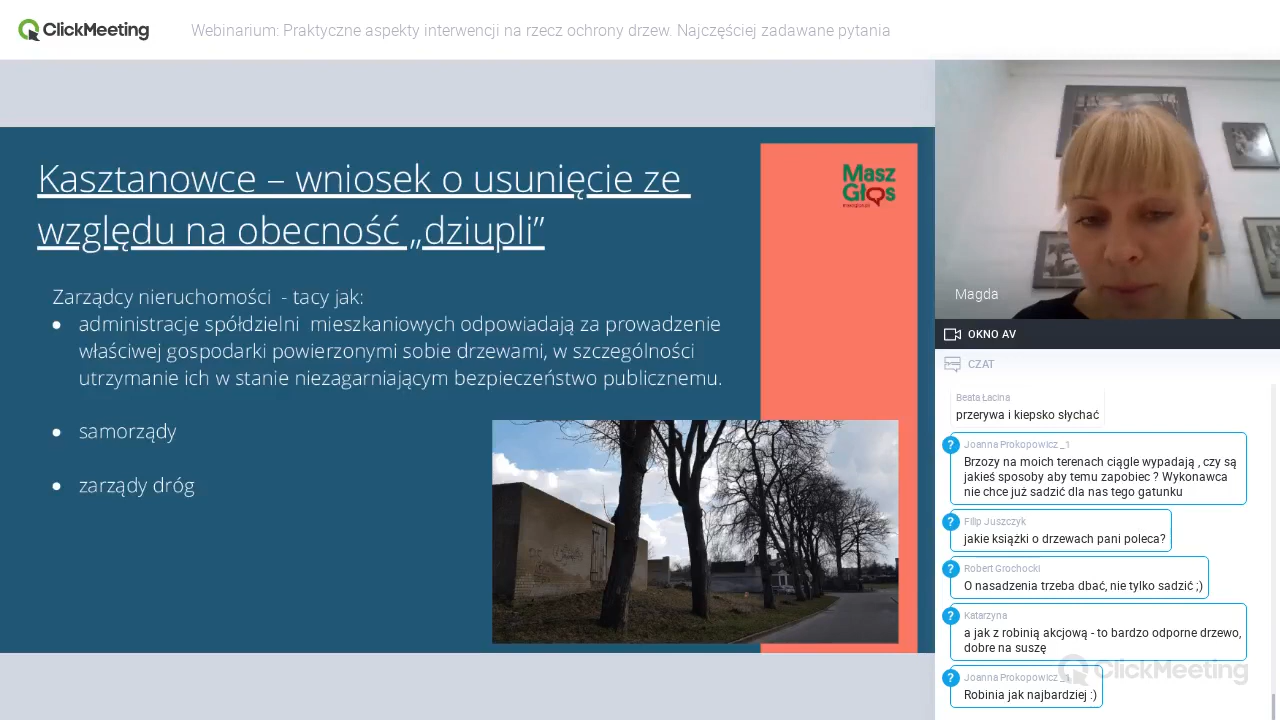 ClickMeeting
Webinarium: Praktyczne aspekty interwencji na rzecz ochrony drzew. Najczęściej zadawane pytania
Kasztanowce – wniosek o usunięcie ze
względu na obecność „dziupli”
Masz
Głos
Zarządcy nieruchomości - tacy jak:
administracje spółdzielni mieszkaniowych odpowiadają za prowadzenie
właściwej gospodarki powierzonymi sobie drzewami, w szczególności
utrzymanie ich w stanie niezagarniającym bezpieczeństwo publicznemu.
samorządy
zarządy dróg
Magda
OKNO AV
CZAT
Beata Łacina
przerywa i kiepsko słychać
? Joanna Prokopowicz _1
Brzozy na moich terenach ciągle wypadają , czy są
jakieś sposoby aby temu zapobiec ? Wykonawca
nie chce już sadzić dla nas tego gatunku
? Filip Juszczyk
jakie książki o drzewach pani poleca?
? Robert Grochocki
O nasadzenia trzeba dbać, nie tylko sadzić ;)
? Katarzyna
a jak z robinią akcjową - to bardzo odporne drzewo,
dobre na suszę
? Joanna Prokopowicz _1
Robinia jak najbardziej :)
ClickMeeting